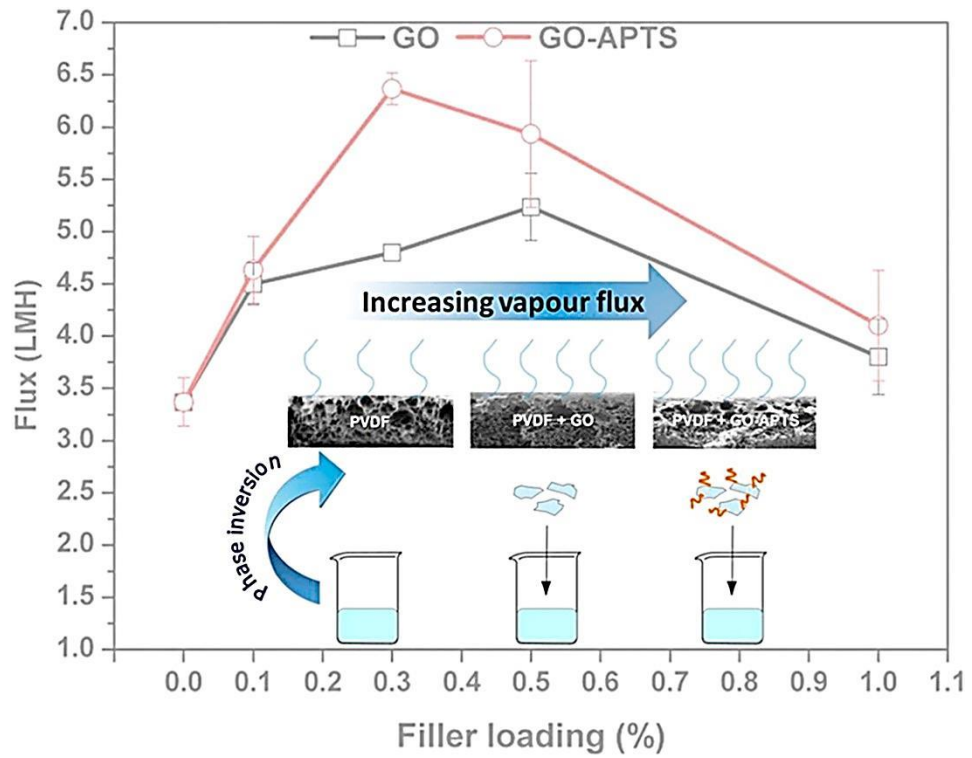 GO GO-APTS
7.0
6.5
6.0
5.5
5.0
4.5
4.0
3.5
3.0
2.5
2.0
1.5
1.0
Flux (LMH)
Increasing vapour flux
PVDF
PVDF + GO
PVDF + GO-APTS
Phase inversion
0.0 0.1 0.2 0.3 0.4 0.5 0.6 0.7 0.8 0.9 1.0 1.1
Filler loading (%)